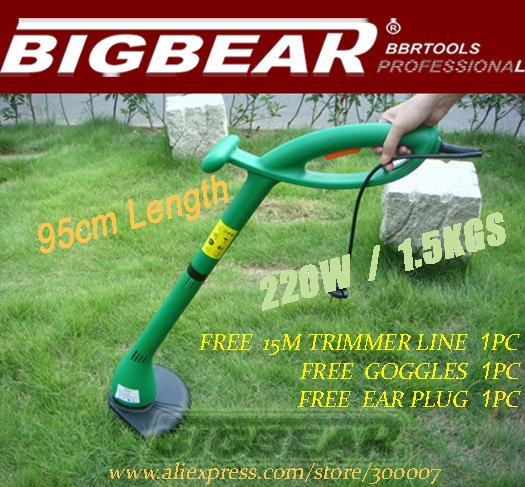 BIGBEAR®
BBRTOOLS
PROFESSIONAL
95cm Length
220W / 1.5KGS
FREE 15M TRIMMER LINE 1PC
FREE GOGGLES 1PC
FREE EAR PLUG 1PC
BIGBEAR
www.aliexpress.com/store/300007